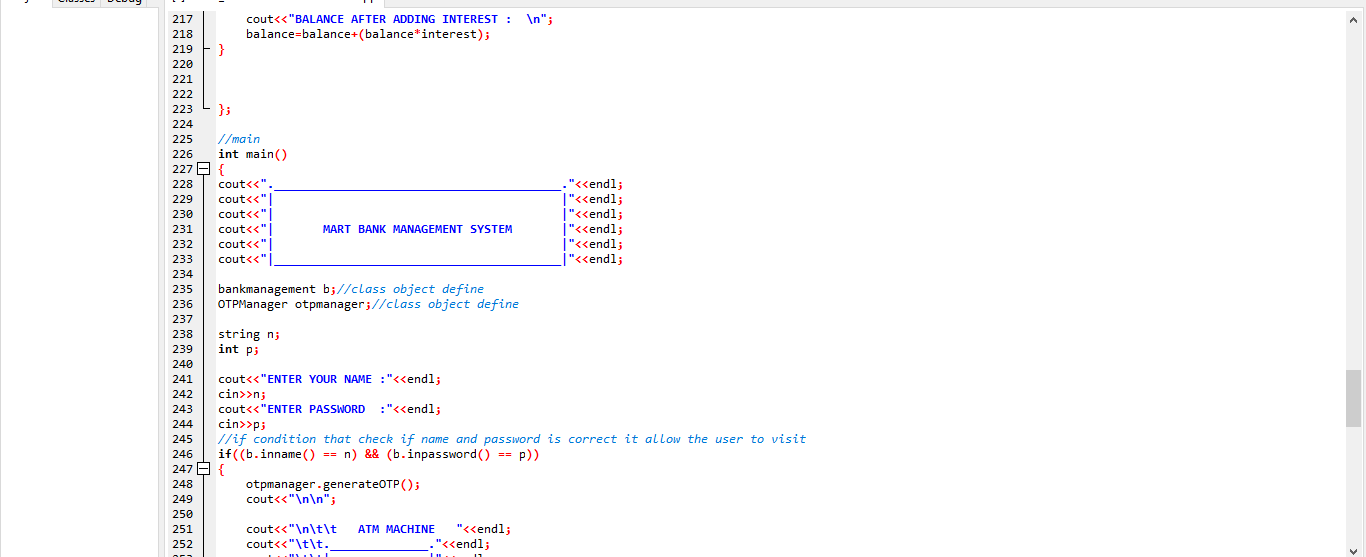 Classes Debug
217 cout<<"BALANCE AFTER ADDING INTEREST :  \n";
218 balance=balance+(balance*interest);
219 }
220
221
222
223 };
224
225 //main
226 int main()
227 {
228 cout<<"._________________________________________."<<endl;
229 cout<<"|                                         |"<<endl;
230 cout<<"|                                         |"<<endl;
231 cout<<"|       MART BANK MANAGEMENT SYSTEM       |"<<endl;
232 cout<<"|                                         |"<<endl;
233 cout<<"|_________________________________________|"<<endl;
234
235 bankmanagement b;//class object define
236 OTPManager otpmanager;//class object define
237
238 string n;
239 int p;
240
241 cout<<"ENTER YOUR NAME :"<<endl;
242 cin>>n;
243 cout<<"ENTER PASSWORD  :"<<endl;
244 cin>>p;
245 //if condition that check if name and password is correct it allow the user to visit
246 if((b.inname() == n) && (b.inpassword() == p))
247 {
248 otpmanager.generateOTP();
249 cout<<"\n\n";
250
251 cout<<"\n\t\t   ATM MACHINE   "<<endl;
252 cout<<"\t\t.______________."<<endl;